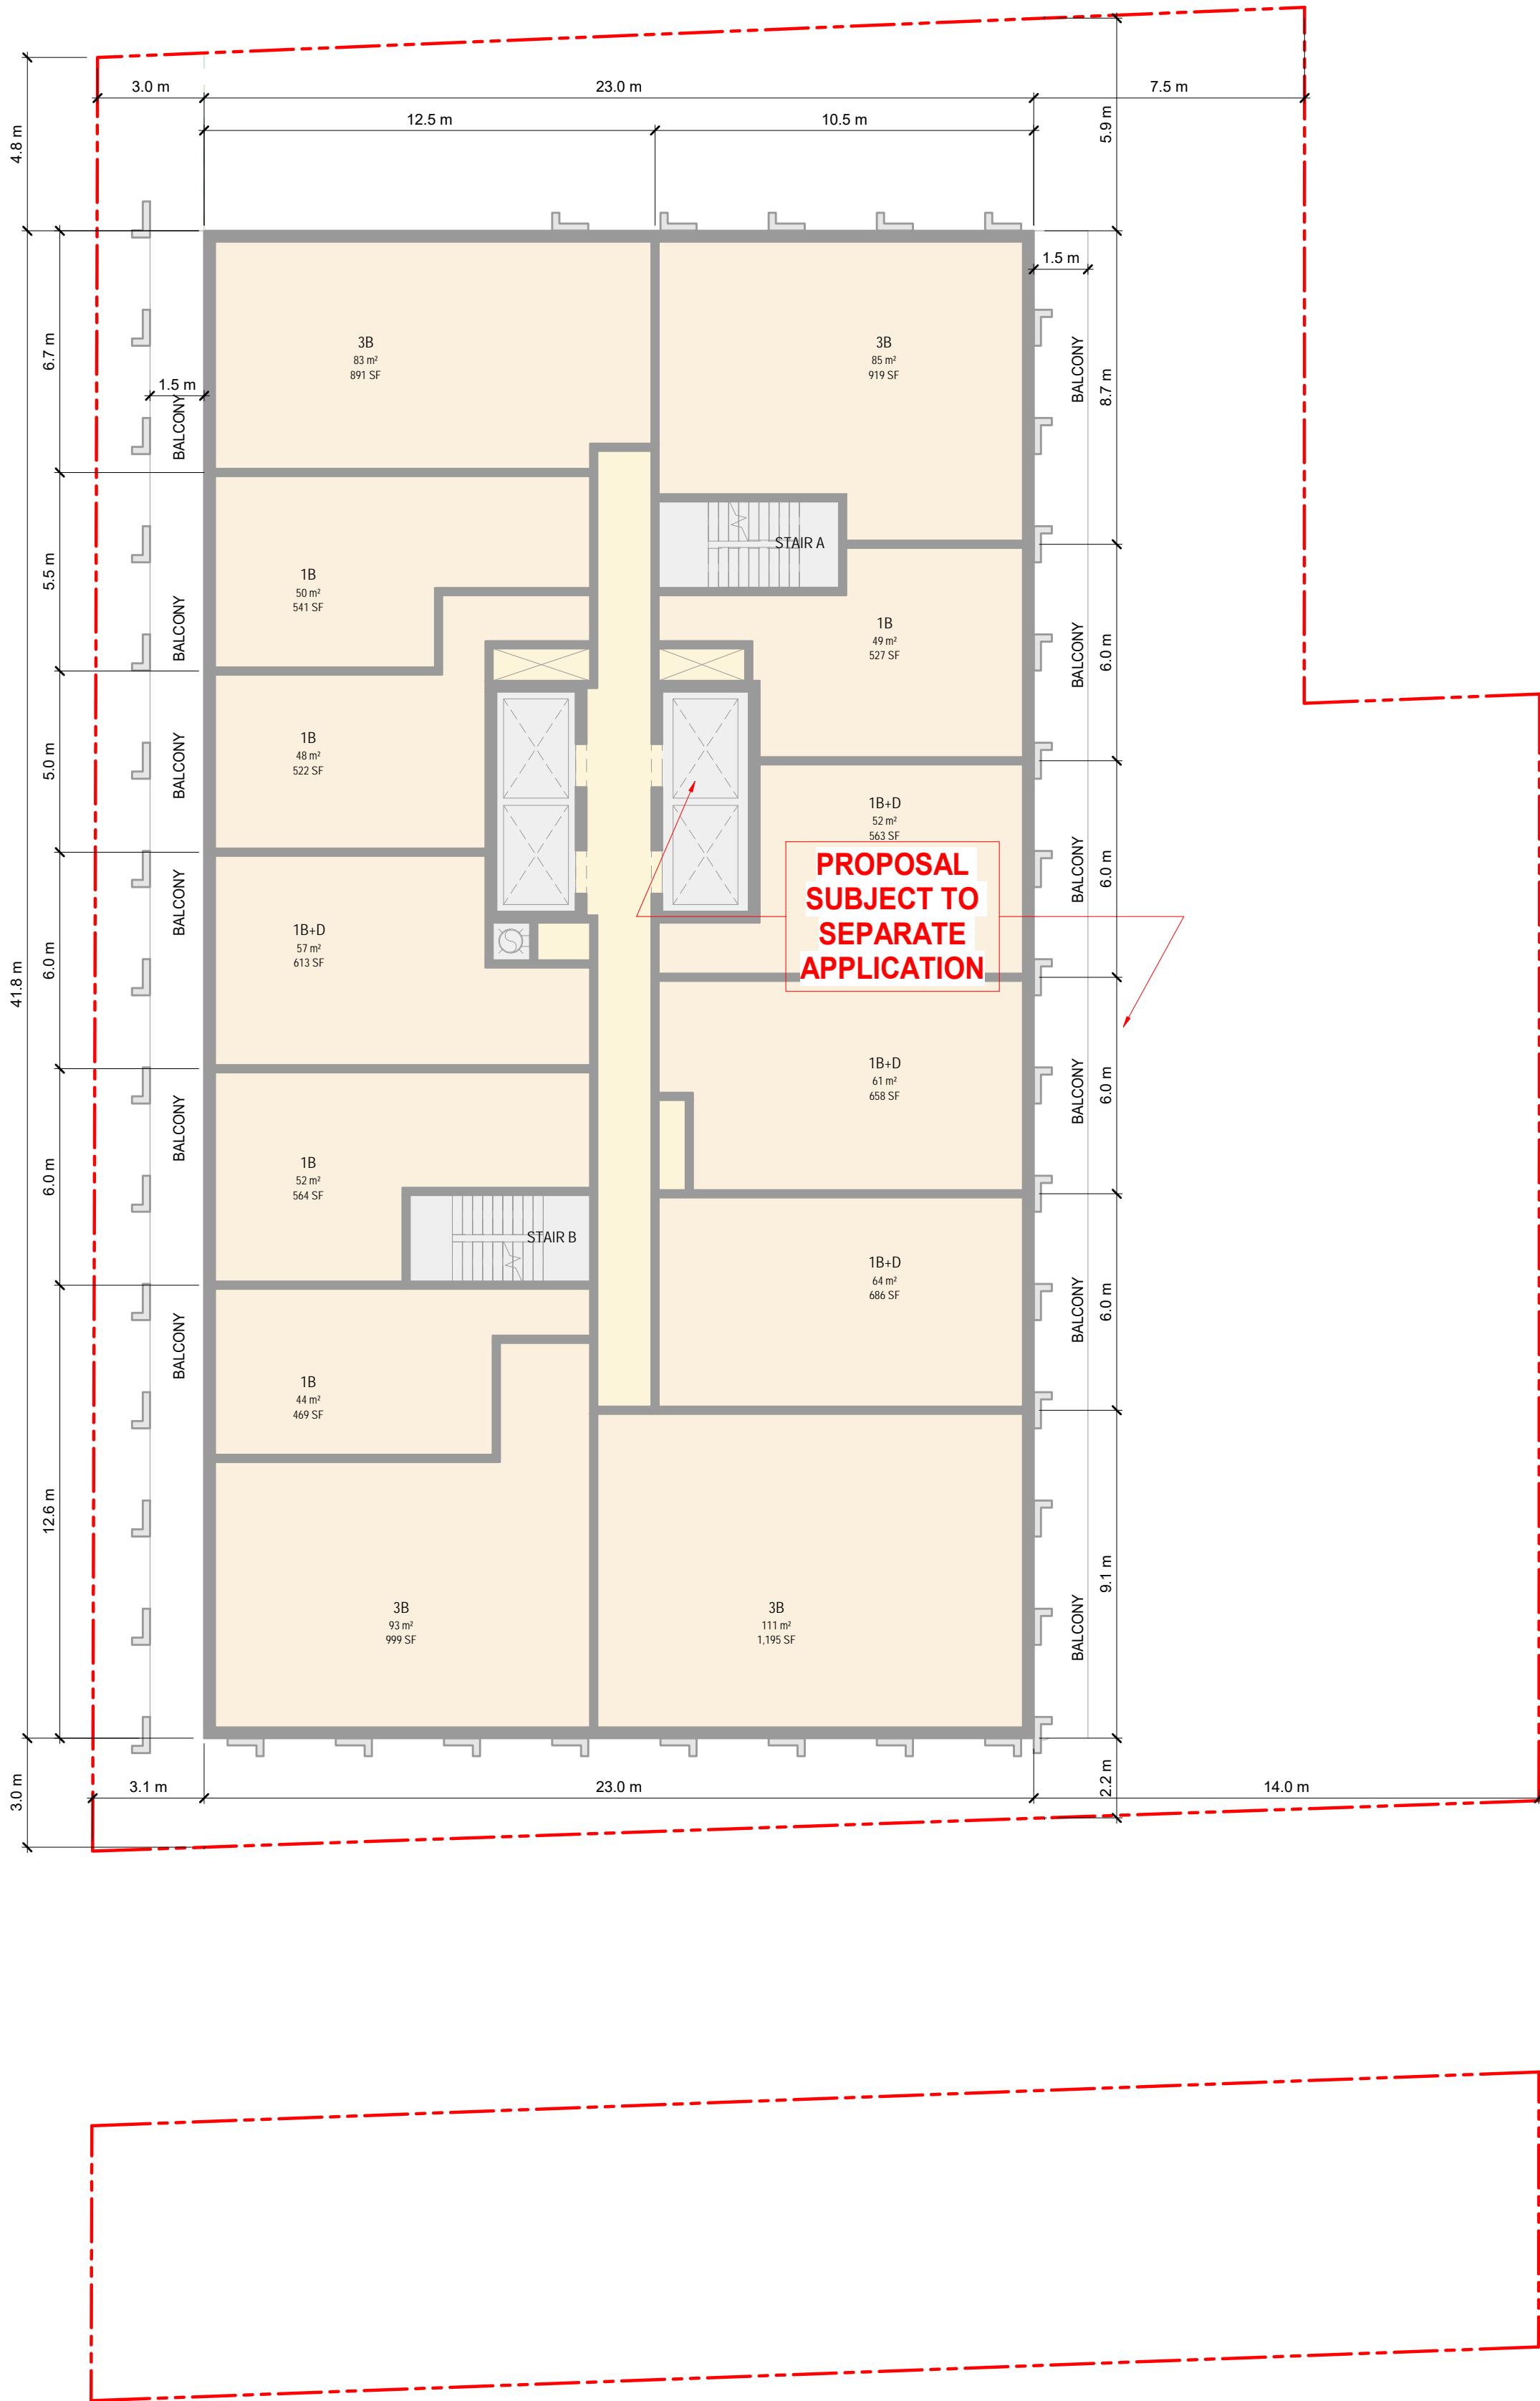 3.0 m
23.0 m
7.5 m
12.5 m
10.5 m
4.8 m
5.9 m
1.5 m
6.7 m
3B
83 m²
891 SF
3B
85 m²
919 SF
BALCONY
8.7 m
1.5 m
BALCONY
5.5 m
STAIR A
1B
50 m²
541 SF
BALCONY
1B
49 m²
527 SF
BALCONY
6.0 m
5.0 m
BALCONY
1B
48 m²
522 SF
1B+D
52 m²
563 SF
PROPOSAL
SUBJECT TO
SEPARATE
APPLICATION
BALCONY
6.0 m
41.8 m
6.0 m
BALCONY
1B+D
57 m²
613 SF
1B+D
61 m²
658 SF
BALCONY
6.0 m
6.0 m
BALCONY
1B
52 m²
564 SF
STAIR B
1B+D
64 m²
686 SF
BALCONY
6.0 m
BALCONY
1B
44 m²
469 SF
12.6 m
9.1 m
3B
93 m²
999 SF
3B
111 m²
1,195 SF
BALCONY
3.0 m
3.1 m
23.0 m
2.2 m
14.0 m